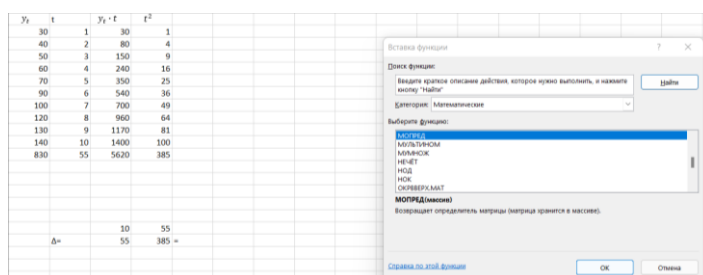 yₜ t yₜ · t t²
30 1 30 1
40 2 80 4
50 3 150 9
60 4 240 16
70 5 350 25
90 6 540 36
100 7 700 49
120 8 960 64
130 9 1170 81
140 10 1400 100
830 55 5620 385
10 55
Δ= 55 385 =
Вставка функции ? ×
Поиск функции:
Введите краткое описание действия, которое нужно выполнить, и нажмите
кнопку "Найти"
Найти
Категория: Математические
Выберите функцию:
МОПРЕД
МУЛЬТИНОМ
МУМНОЖ
НЕЧЁТ
НОД
НОК
ОКРВВЕРХ.МАТ
МОПРЕД(массив)
Возвращает определитель матрицы (матрица хранится в массиве).
Справка по этой функции
ОК
Отмена